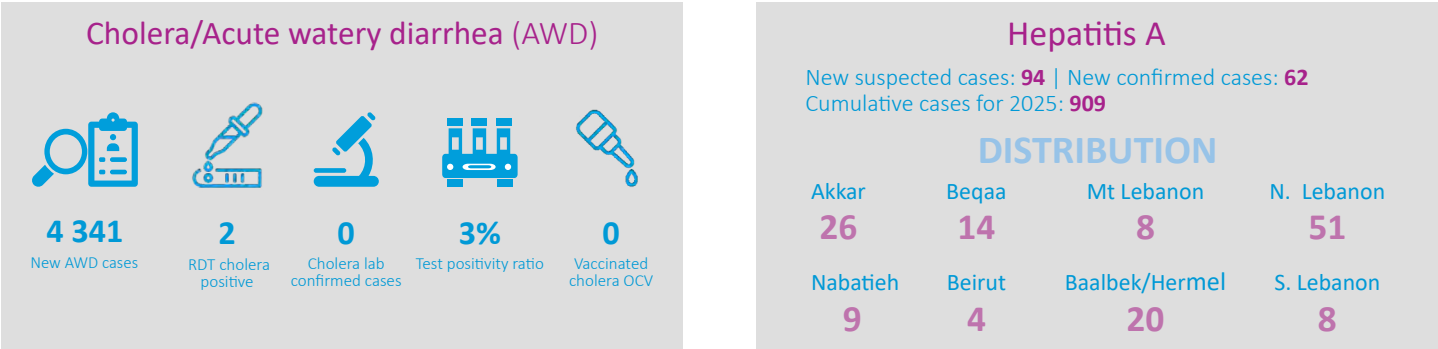 Cholera/Acute watery diarrhea (AWD)
4 341
New AWD cases
2
RDT cholera
positive
0
Cholera lab
confirmed cases
3%
Test positivity ratio
0
Vaccinated
cholera OCV
Hepatitis A
New suspected cases: 94 | New confirmed cases: 62
Cumulative cases for 2025: 909
DISTRIBUTION
Akkar Beqaa Mt Lebanon N. Lebanon
26 14 8 51
Nabatieh Beirut Baalbek/Hermel S. Lebanon
9 4 20 8